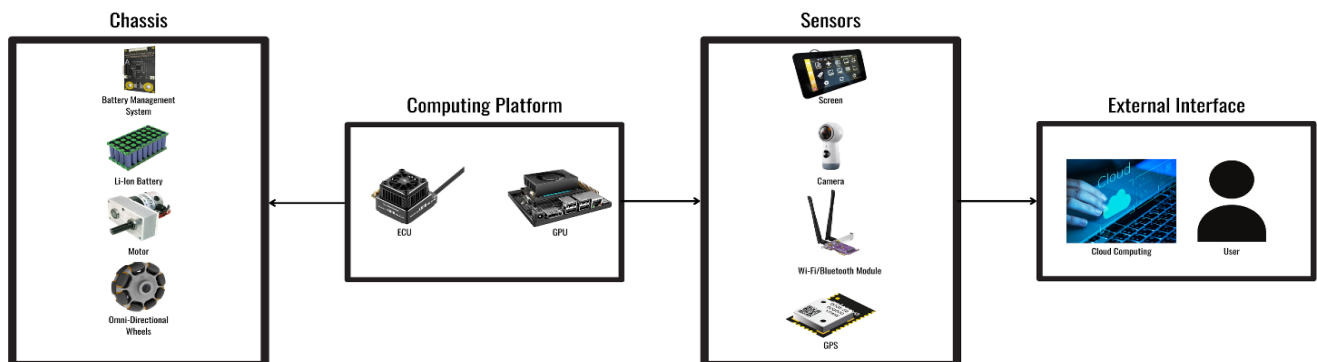 Chassis
Battery Management
System
Li-Ion Battery
Motor
Omni-Directional
Wheels
Computing Platform
ECU
GPU
Sensors
Screen
Camera
Wi-Fi/Bluetooth Module
GPS
External Interface
Cloud
Cloud Computing
User